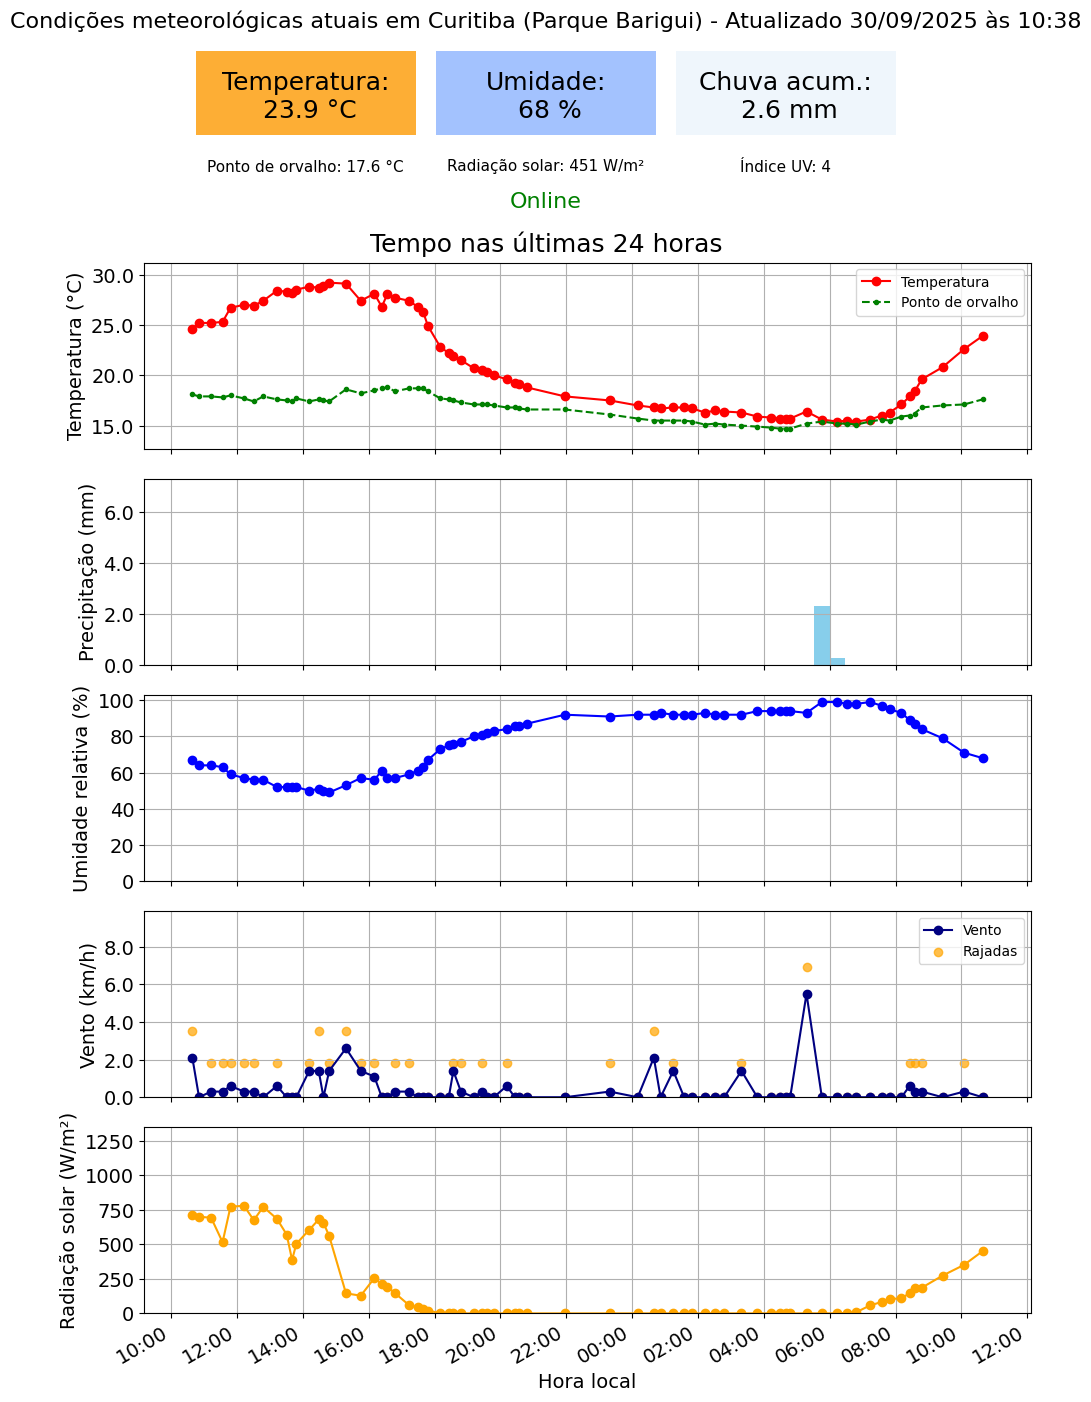 Condições meteorológicas atuais em Curitiba (Parque Barigui) - Atualizado 30/09/2025 às 10:38
Temperatura:
23.9 °C
Umidade:
68 %
Chuva acum.:
2.6 mm
Ponto de orvalho: 17.6 °C
Radiação solar: 451 W/m²
Índice UV: 4
Online
Tempo nas últimas 24 horas
Temperatura (°C)
30.0
25.0
20.0
15.0
Temperatura
Ponto de orvalho
Precipitação (mm)
6.0
4.0
2.0
0.0
Umidade relativa (%)
100
80
60
40
20
0
Vento (km/h)
8.0
6.0
4.0
2.0
0.0
Vento
Rajadas
Radiação solar (W/m²)
1250
1000
750
500
250
0
10:00
12:00
14:00
16:00
18:00
20:00
22:00
00:00
02:00
04:00
06:00
08:00
10:00
12:00
Hora local